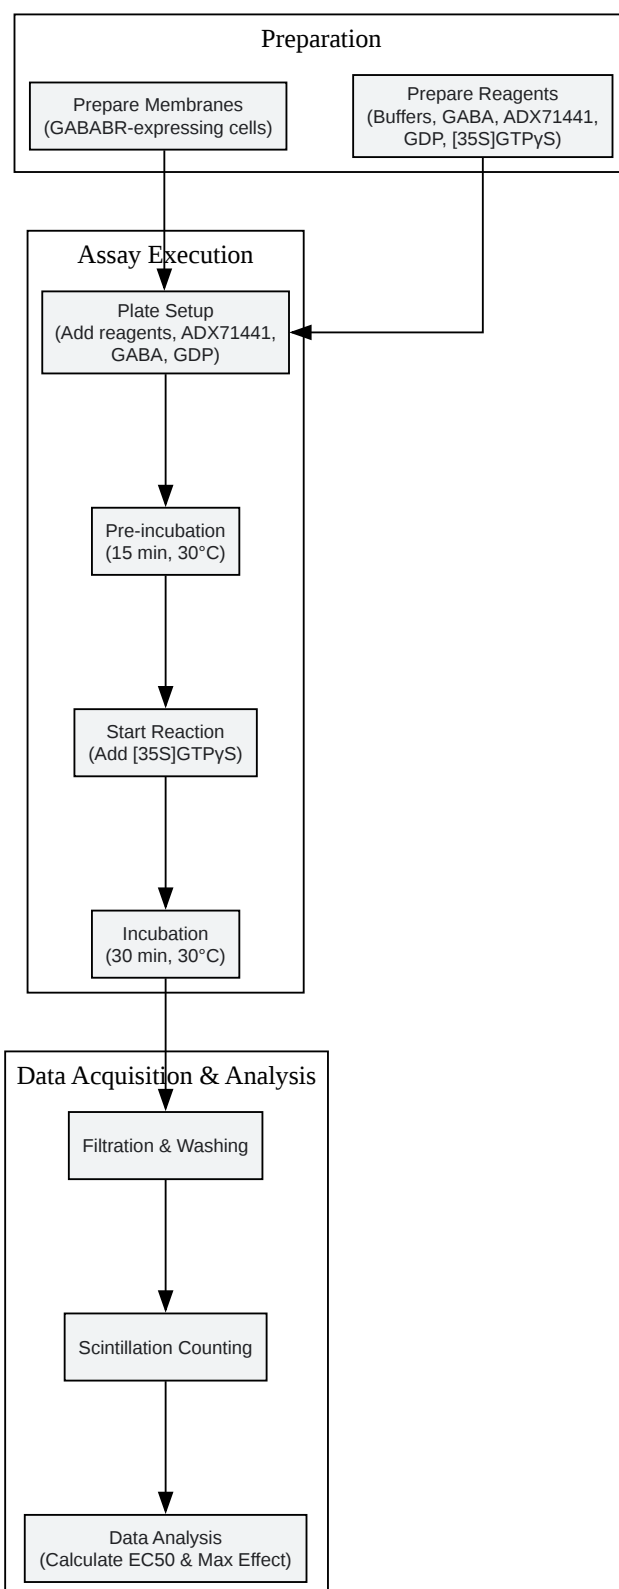 Preparation
Prepare Membranes
(GABABR-expressing cells)
Prepare Reagents
(Buffers, GABA, ADX71441,
GDP, [35S]GTPγS)
Assay Execution
Plate Setup
(Add reagents, ADX71441,
GABA, GDP)
Pre-incubation
(15 min, 30°C)
Start Reaction
(Add [35S]GTPγS)
Incubation
(30 min, 30°C)
Data Acquisition & Analysis
Filtration & Washing
Scintillation Counting
Data Analysis
(Calculate EC50 & Max Effect)